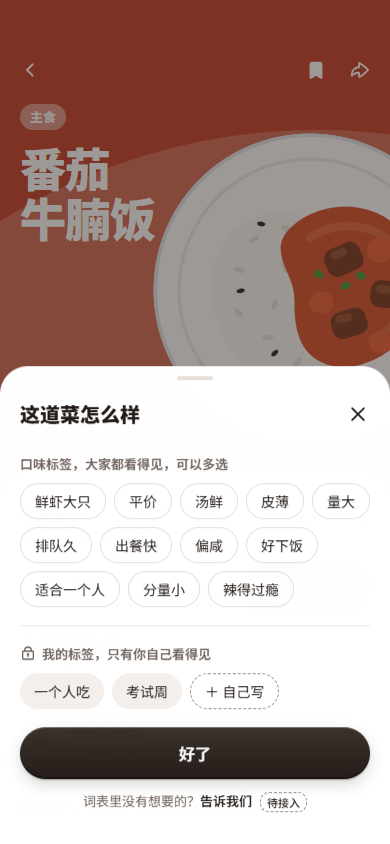 主食
番茄
牛腩饭
这道菜怎么样
口味标签，大家都看得见，可以多选
鲜虾大只 平价 汤鲜 皮薄 量大
排队久 出餐快 偏咸 好下饭
适合一个人 分量小 辣得过瘾
我的标签，只有你自己看得见
一个人吃 考试周 + 自己写
好了
词表里没有想要的？告诉我们 待接入